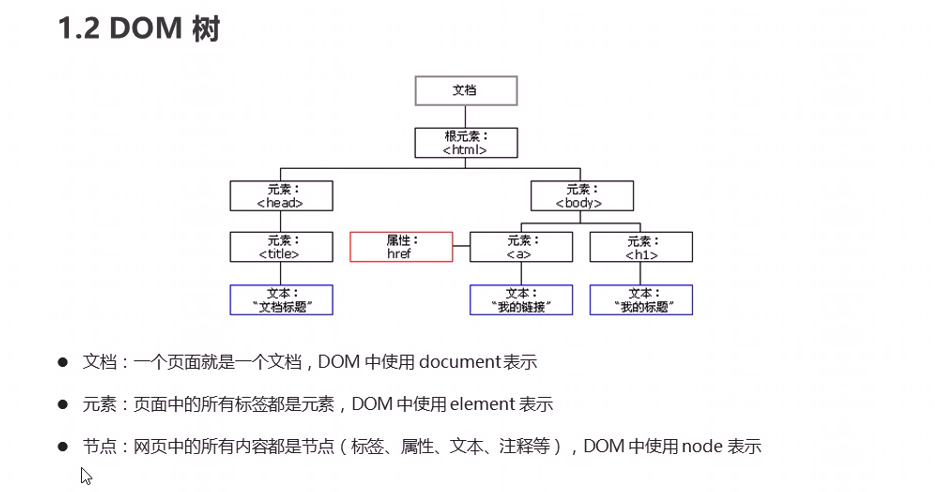 1.2 DOM 树
文档
根元素：
<html>
元素：
<head>
元素：
<body>
元素：
<title>
属性：
href
元素：
<a>
元素：
<h1>
文本：
“文档标题”
文本：
“我的链接”
文本：
“我的标题”
● 文档：一个页面就是一个文档，DOM 中使用 document 表示
● 元素：页面中的所有标签都是元素，DOM 中使用 element 表示
● 节点：网页中的所有内容都是节点（标签、属性、文本、注释等），DOM 中使用 node 表示